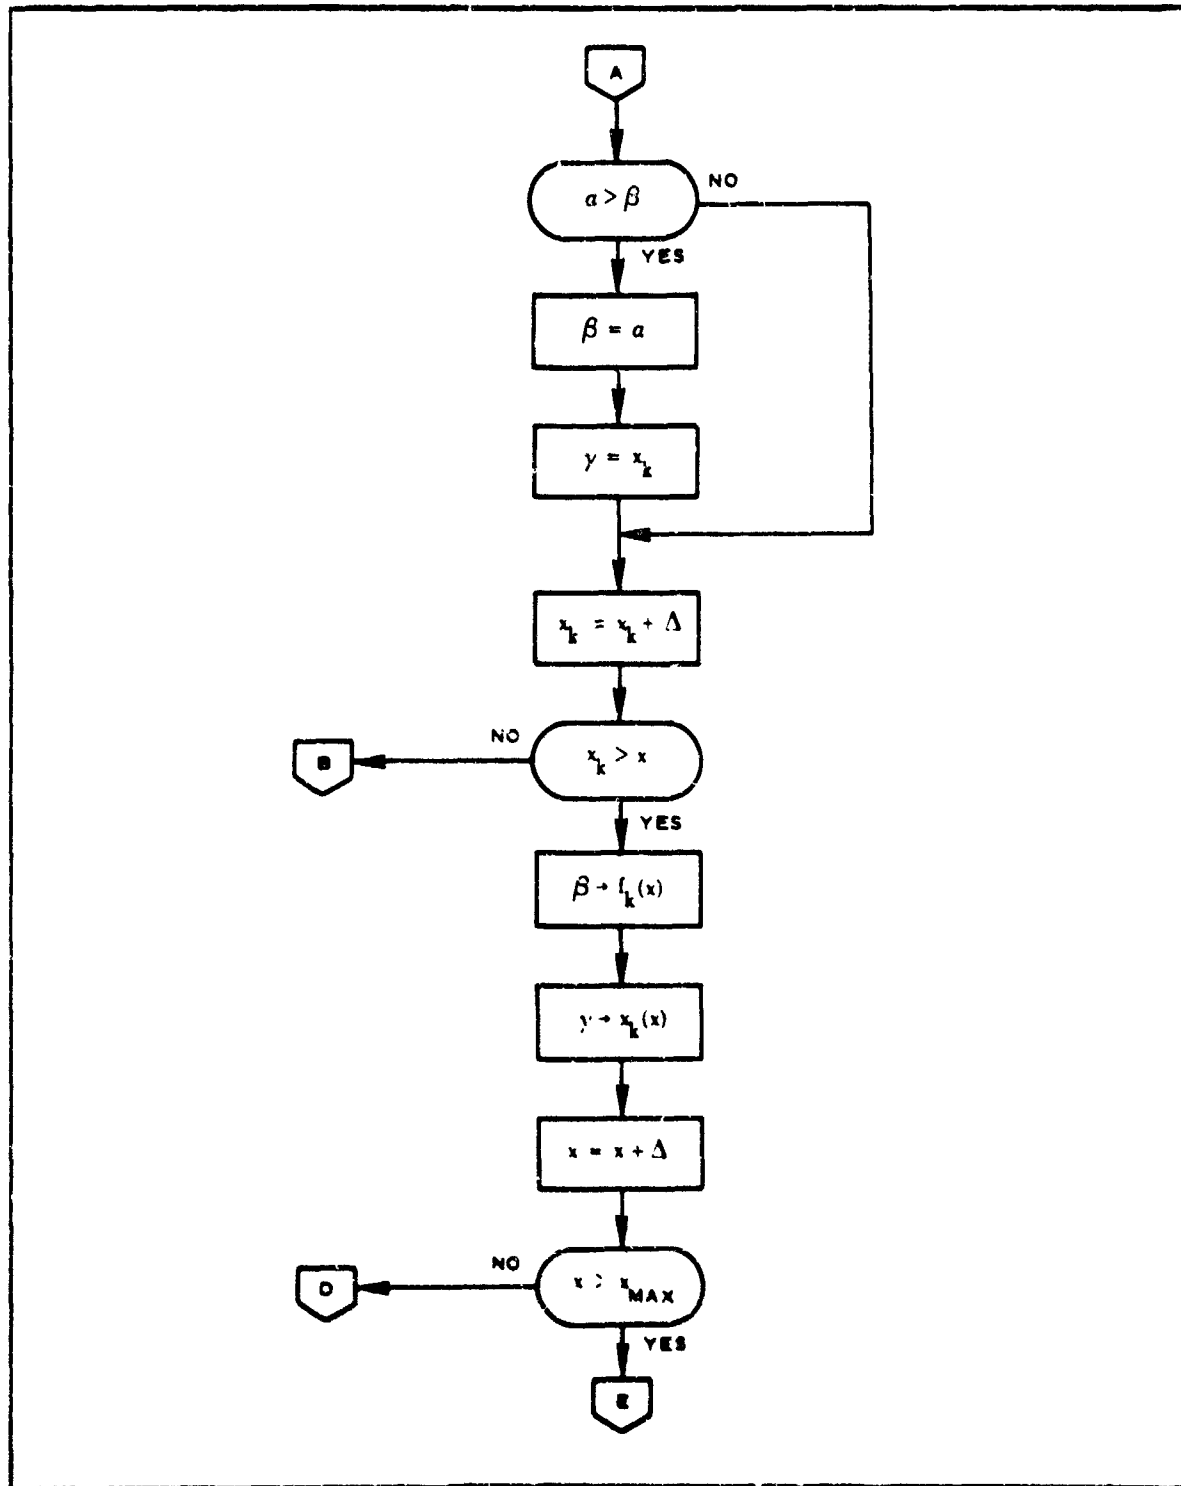 A
α > β
NO
YES
β = α
γ = x_k
x_k = x_k + Δ
NO
x_k > x
B
YES
β → f_k(x)
γ → x_k(x)
x = x + Δ
NO
x > x_MAX
D
YES
E